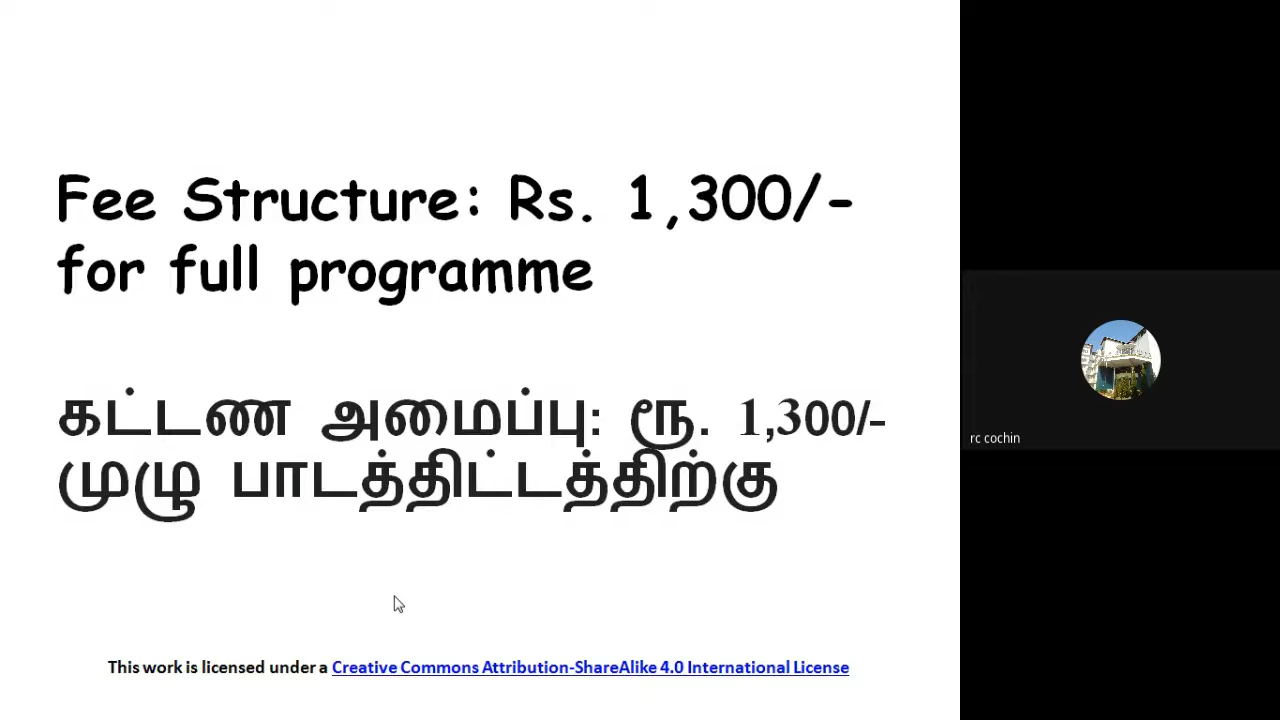 Fee Structure: Rs. 1,300/-
for full programme
கட்டண அமைப்பு: ரூ. 1,300/-
முழு பாடத்திட்டத்திற்கு
rc cochin
This work is licensed under a Creative Commons Attribution-ShareAlike 4.0 International License